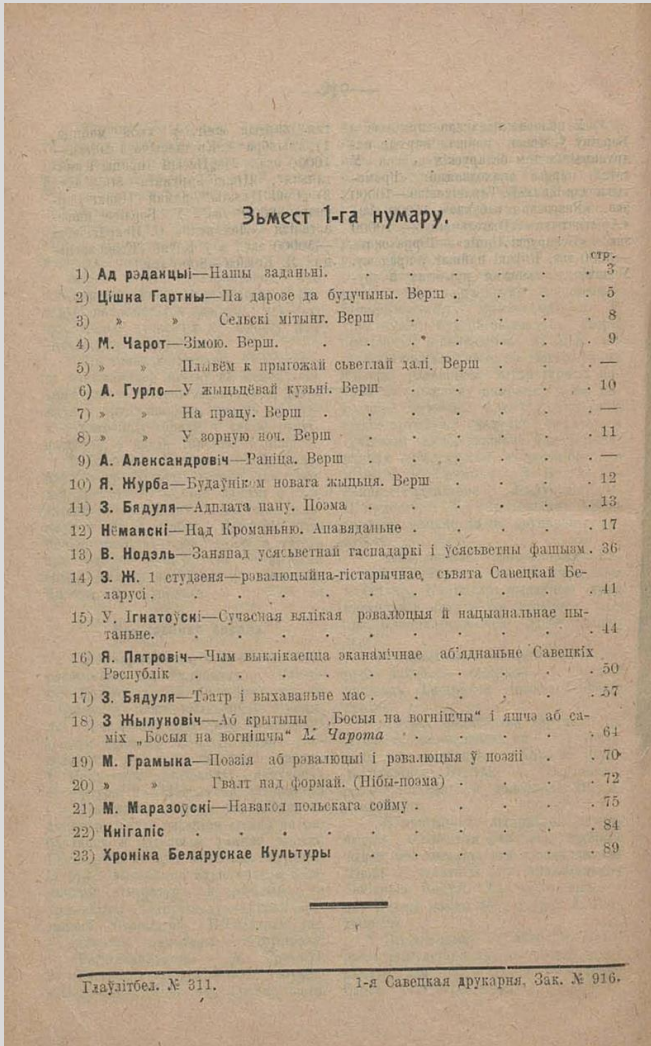 Зьмест 1-га нумару.
стр.
1) Ад рэданцыі—Нашы заданьні. . . . . . . 3
2) Цішка Гартны—Па дарозе да будучыны. Верш . . . . 5
3) » » Сельскі мітынг. Верш . . . . . 8
4) М. Чарот—Зімою. Верш. . . . . . . . 9
5) » » Плывём к прыгожай сьветлай далі. Верш . . . —
6) А. Гурло—У жыцьцёвай кузьні. Верш . . . . . 10
7) » » На працу. Верш . . . . . . . —
8) » » У зорную ноч. Верш . . . . . . 11
9) А. Александровіч—Раніца. Верш . . . . . . —
10) Я. Журба—Будаўніком новага жыцьця. Верш . . . . 12
11) З. Бядуля—Адплата пану. Поэма . . . . . . 13
12) Нёманскі—Над Кроманьню. Апавяданьне . . . . . 17
13) В. Нодэль—Заняпад усясьветнай гаспадаркі і ўсясьветны фашызм . 36
14) З. Ж. 1 студзеня—рэвалюцыйна-гістарычнае, сьвята Савецкай Бе-
ларусі . . . . . . . . . . . 41
15) У. Ігнатоўскі—Сучасная вялікая рэвалюцыя й нацыанальнае пы-
таньне. . . . . . . . . . . 44
16) Я. Пятровіч—Чым выклікаецца эканамічнае аб'яднаньне Савецкіх
Рэспублік . . . . . . . . . . 50
17) З. Бядуля—Тэатр і выхаваньне мас . . . . . . 57
18) З Жылуновіч—Аб крытыцы „Босыя на вогнішчы“ і яшчэ аб са-
міх „Босыя на вогнішчы“ М. Чарота . . . . . 64
19) М. Грамыка—Поэзія аб рэвалюцыі і рэвалюцыя ў поэзіі . . 70
20) » » Гвалт над формай. (Нібы-поэма) . . . . 72
21) М. Маразоўскі—Навакол польскага сойму . . . . . 75
22) Кнігапіс . . . . . . . . . . 84
23) Хроніка Беларускае Культуры . . . . . . 89
Глаўлітбел. № 311.
1-я Савецкая друкарня, Зак. № 916.